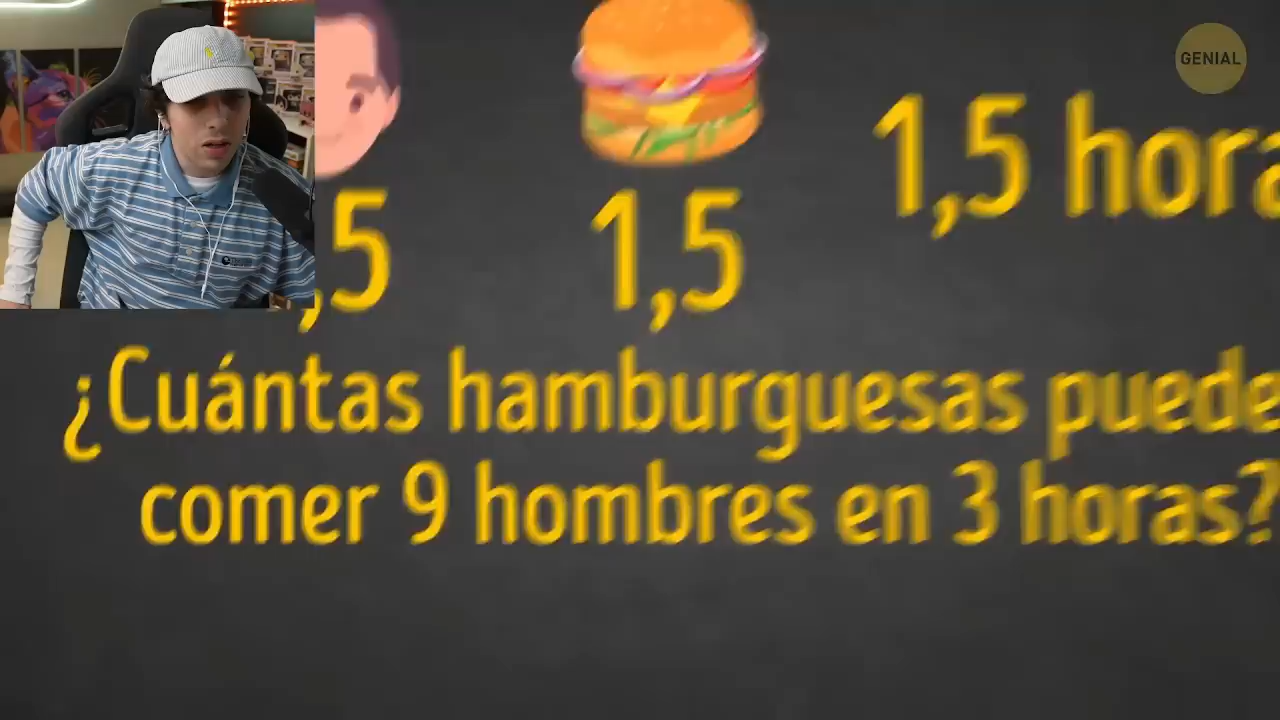 GENIAL
1,5 hora
,5
1,5
¿Cuántas hamburguesas puede
comer 9 hombres en 3 horas?